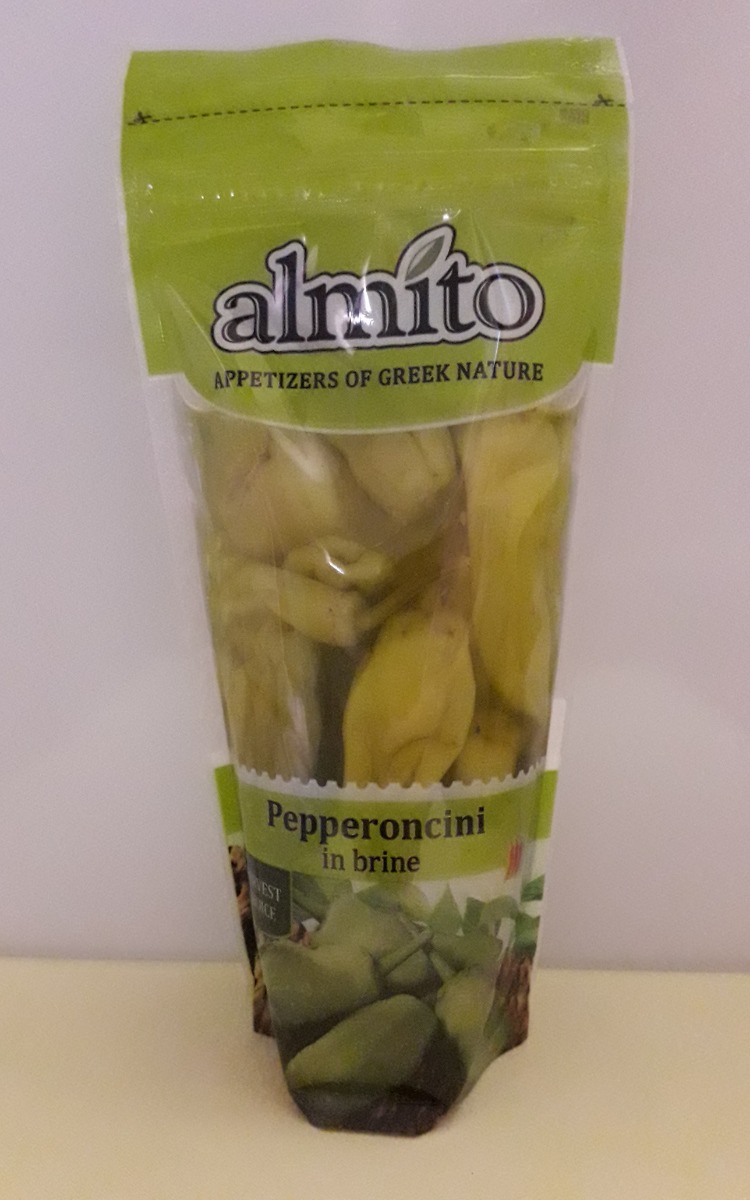 almito
APPETIZERS OF GREEK NATURE
Pepperoncini
in brine